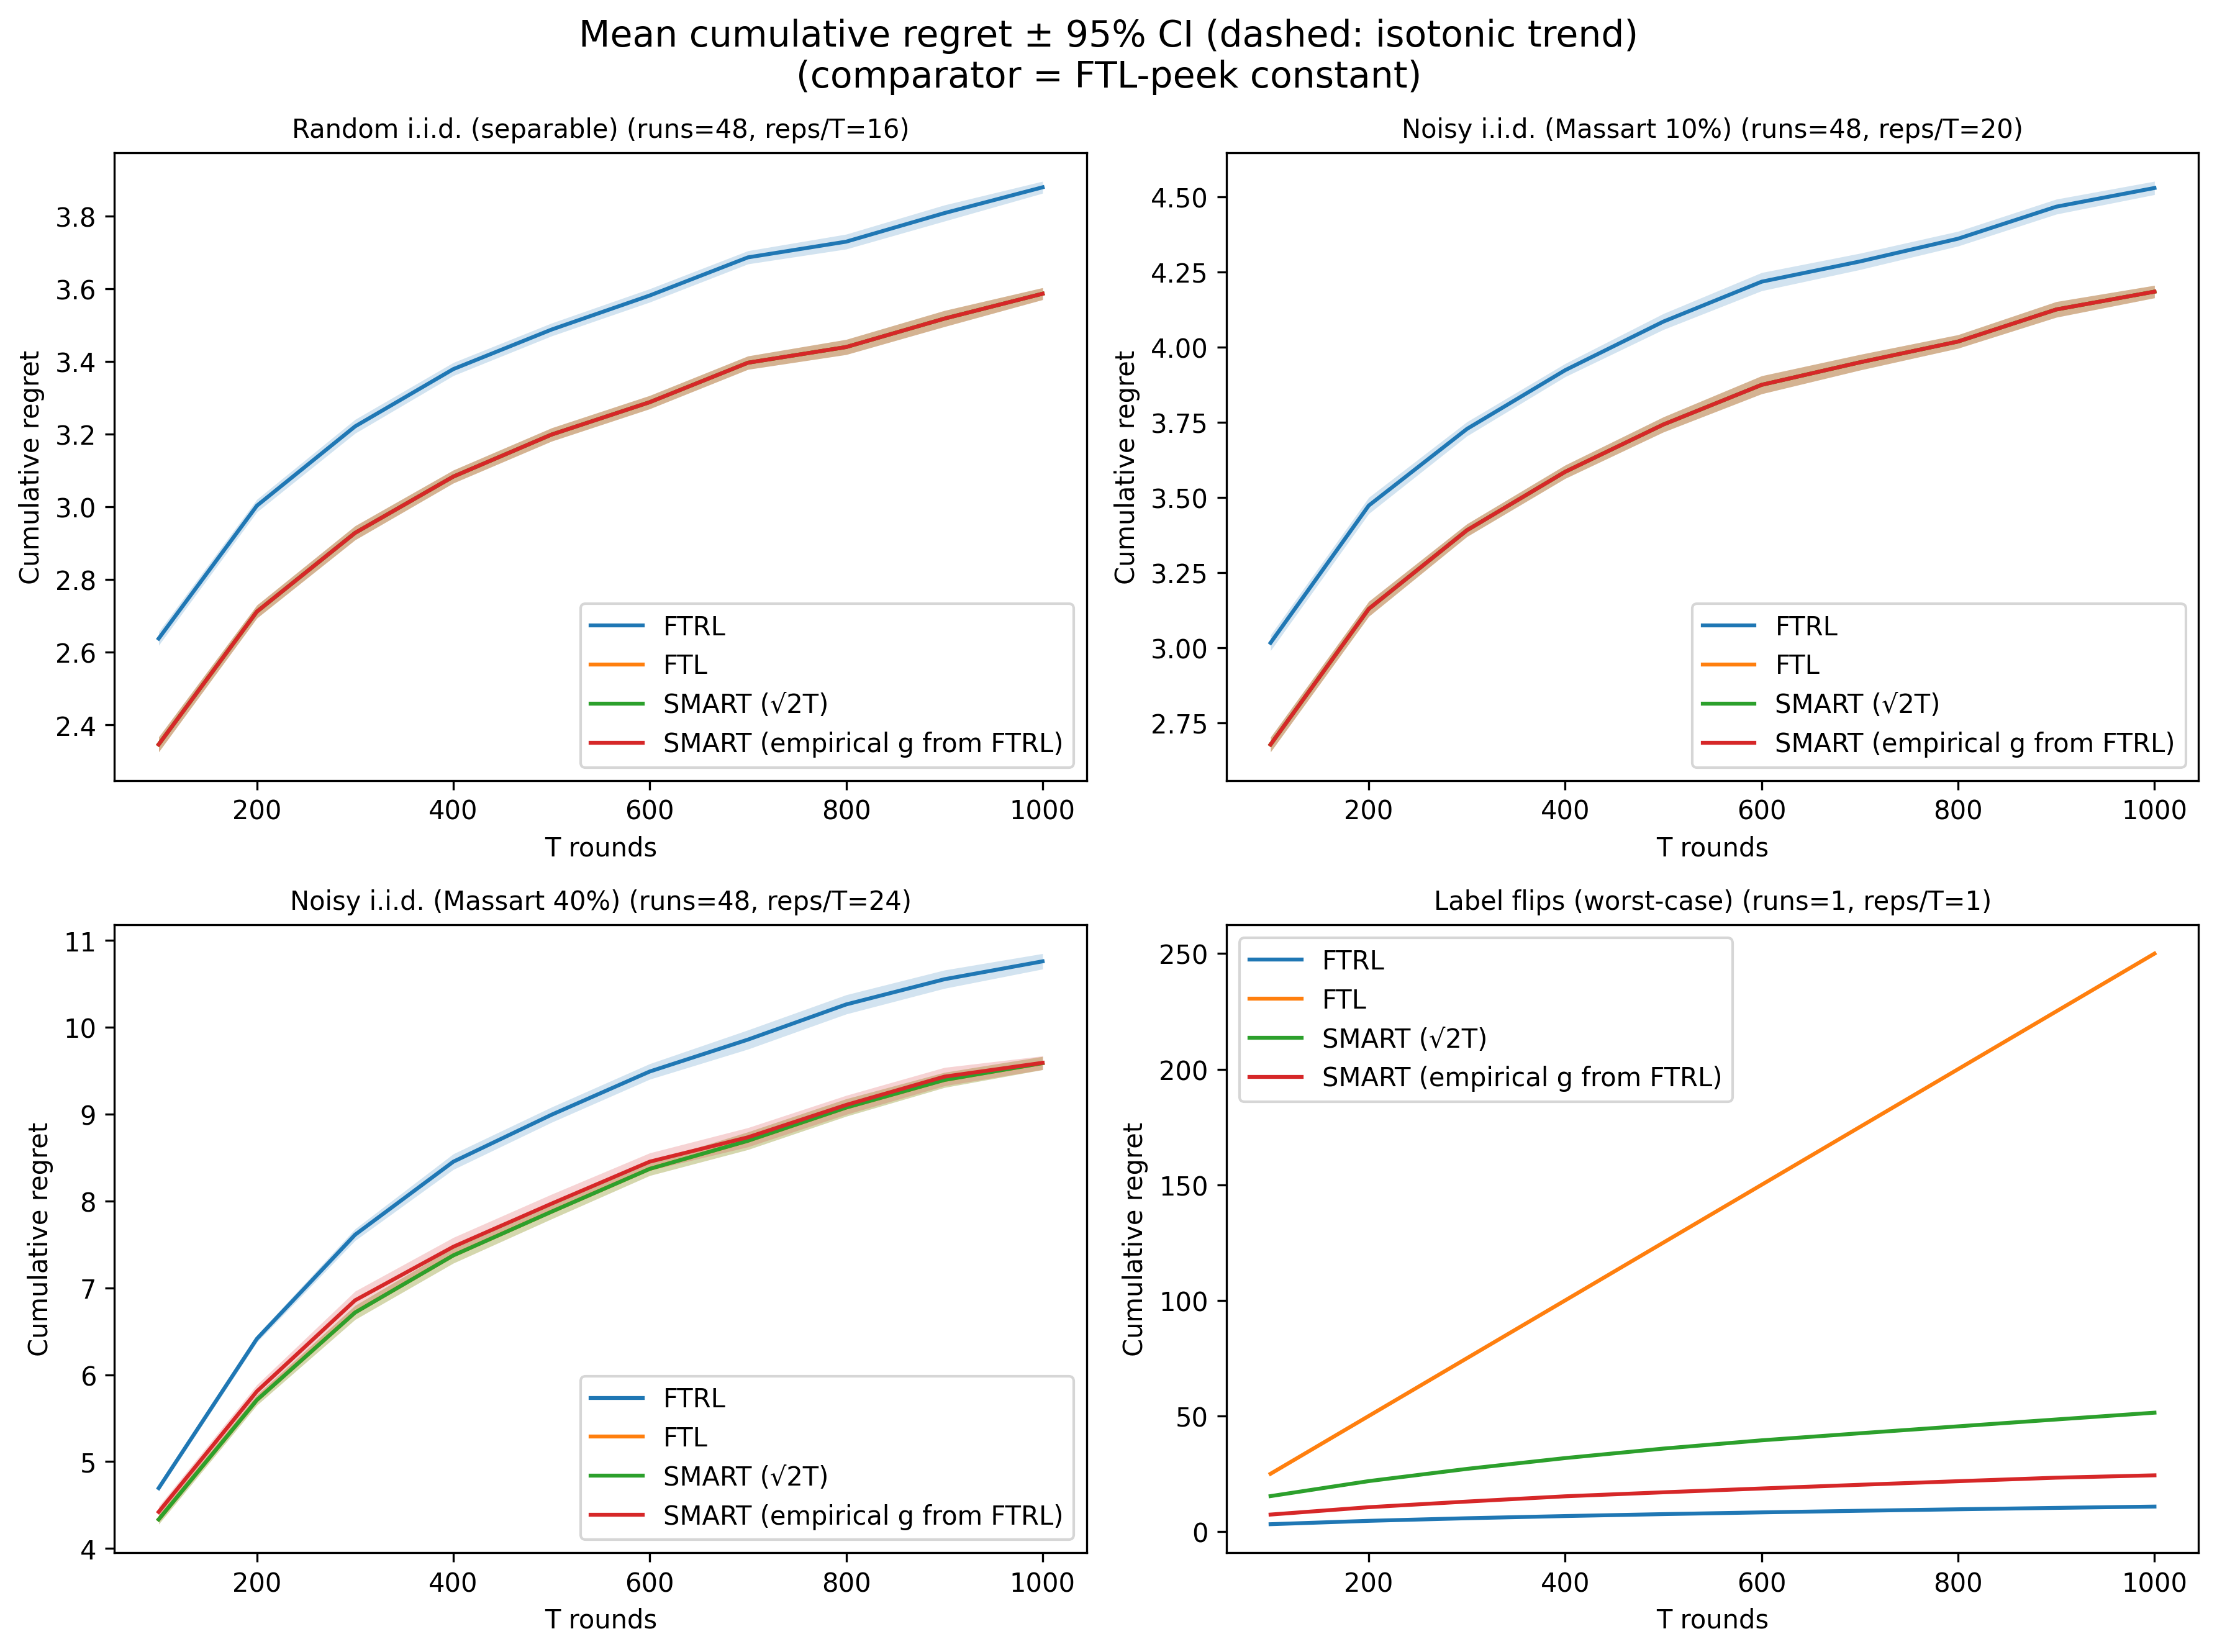 Mean cumulative regret ± 95% CI (dashed: isotonic trend)
(comparator = FTL-peek constant)
Random i.i.d. (separable) (runs=48, reps/T=16)
Cumulative regret
3.8
3.6
3.4
3.2
3.0
2.8
2.6
2.4
FTRL
FTL
SMART (√2T)
SMART (empirical g from FTRL)
200 400 600 800 1000
T rounds
Noisy i.i.d. (Massart 10%) (runs=48, reps/T=20)
Cumulative regret
4.50
4.25
4.00
3.75
3.50
3.25
3.00
2.75
FTRL
FTL
SMART (√2T)
SMART (empirical g from FTRL)
200 400 600 800 1000
T rounds
Noisy i.i.d. (Massart 40%) (runs=48, reps/T=24)
Cumulative regret
11
10
9
8
7
6
5
4
FTRL
FTL
SMART (√2T)
SMART (empirical g from FTRL)
200 400 600 800 1000
T rounds
Label flips (worst-case) (runs=1, reps/T=1)
Cumulative regret
250
200
150
100
50
0
FTRL
FTL
SMART (√2T)
SMART (empirical g from FTRL)
200 400 600 800 1000
T rounds